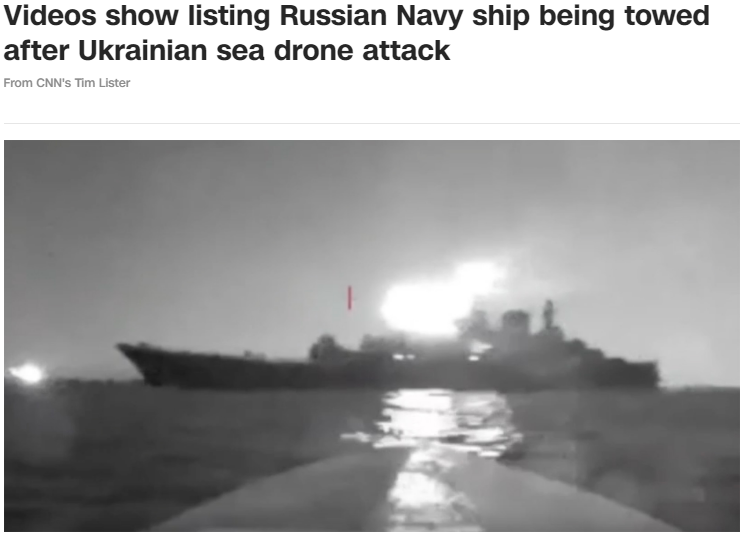 Videos show listing Russian Navy ship being towed
after Ukrainian sea drone attack
From CNN's Tim Lister